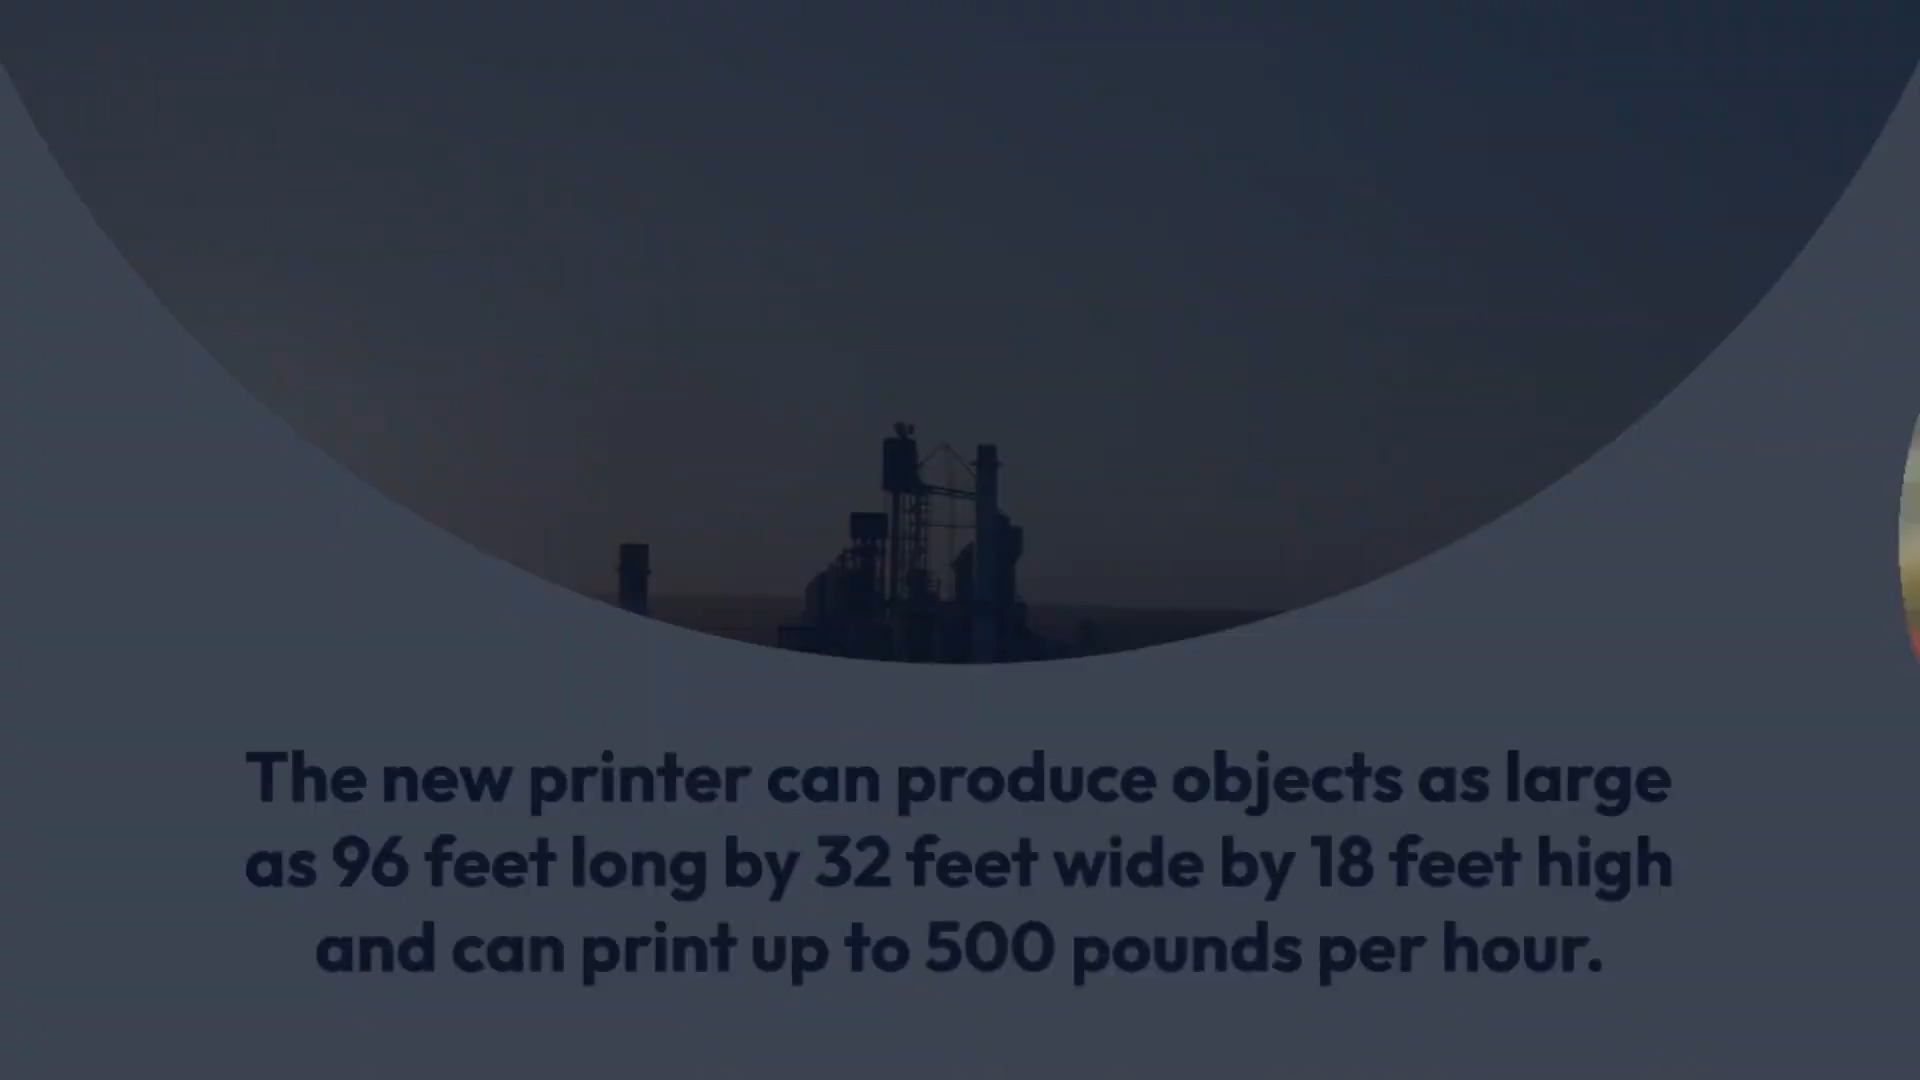 The new printer can produce objects as large
as 96 feet long by 32 feet wide by 18 feet high
and can print up to 500 pounds per hour.